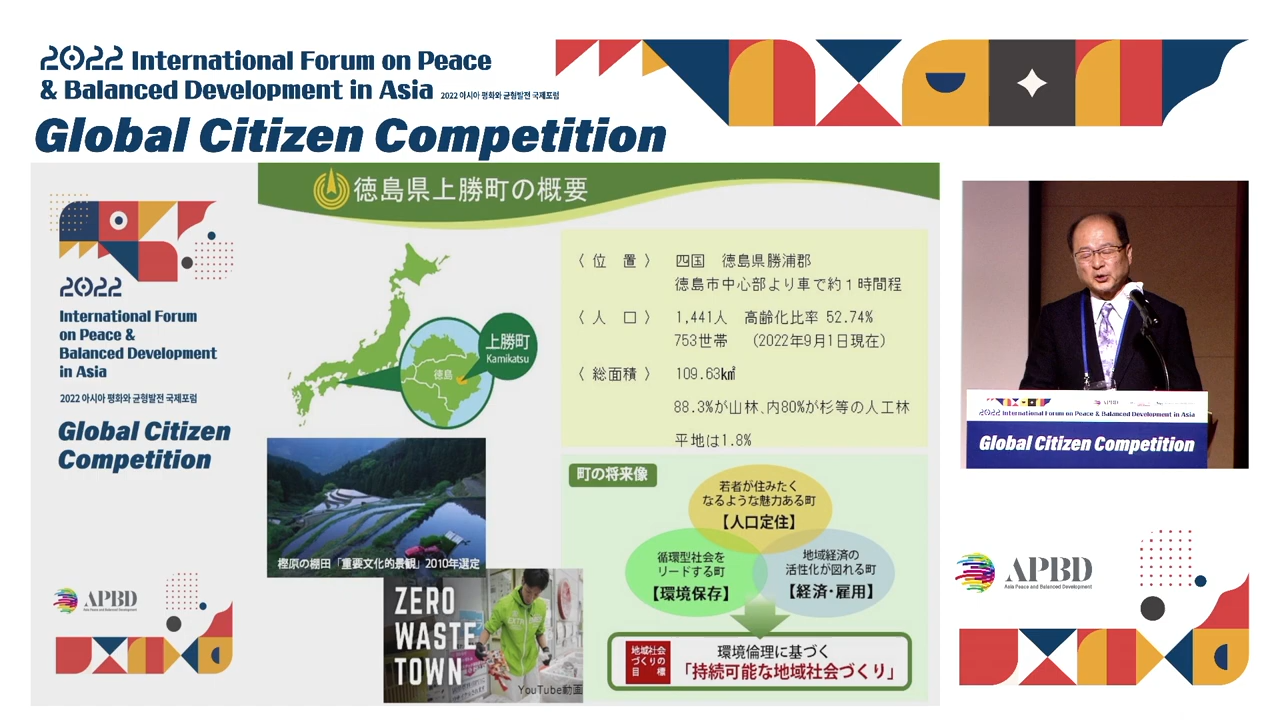 2022 International Forum on Peace
& Balanced Development in Asia 2022 아시아 평화와 균형발전 국제포럼
Global Citizen Competition
2022
International Forum
on Peace &
Balanced Development
in Asia
2022 아시아 평화와 균형발전 국제포럼
Global Citizen
Competition
APBD
Asia Peace and Balanced Development
徳島県上勝町の概要
上勝町
Kamikatsu
徳島
〈 位 置 〉 四国 徳島県勝浦郡
徳島市中心部より車で約1時間程
〈 人 口 〉 1,441人 高齢化比率 52.74%
753世帯 (2022年9月1日現在)
〈 総面積 〉 109.63㎢
88.3%が山林、内80%が杉等の人工林
平地は1.8%
樫原の棚田「重要文化的景観」2010年選定
ZERO
WASTE
TOWN
YouTube動画
町の将来像
若者が住みたく
なるような魅力ある町
【人口定住】
循環型社会を
リードする町
【環境保存】
地域経済の
活性化が図れる町
【経済・雇用】
地域社会
づくりの
目 標
環境倫理に基づく
「持続可能な地域社会づくり」
APBD
2022 International Forum on Peace & Balanced Development in Asia
Global Citizen Competition
APBD
Asia Peace and Balanced Development